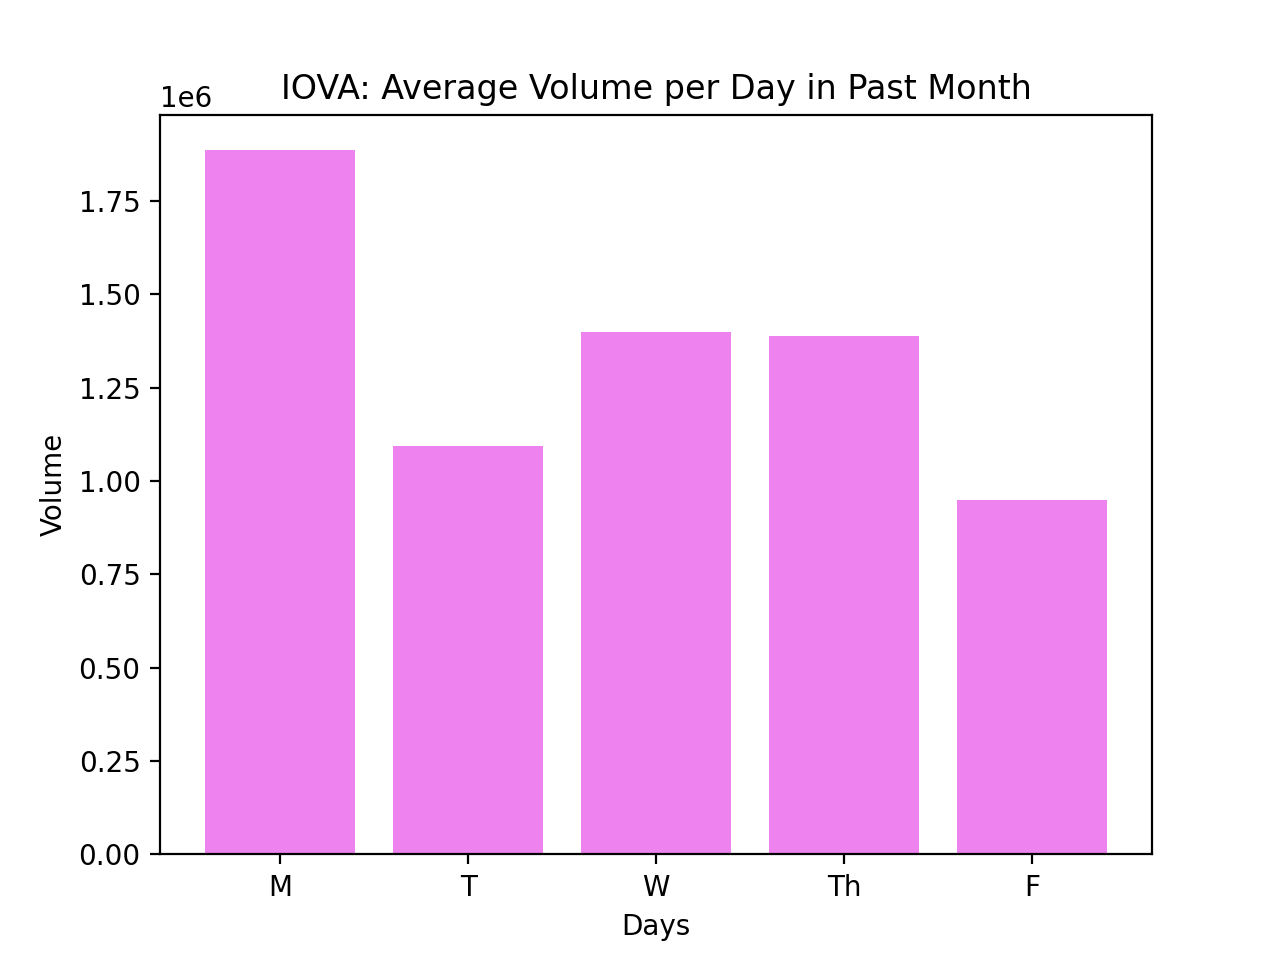 IOVA: Average Volume per Day in Past Month
1e6
1.75
1.50
1.25
1.00
0.75
0.50
0.25
0.00
Volume
M T W Th F
Days